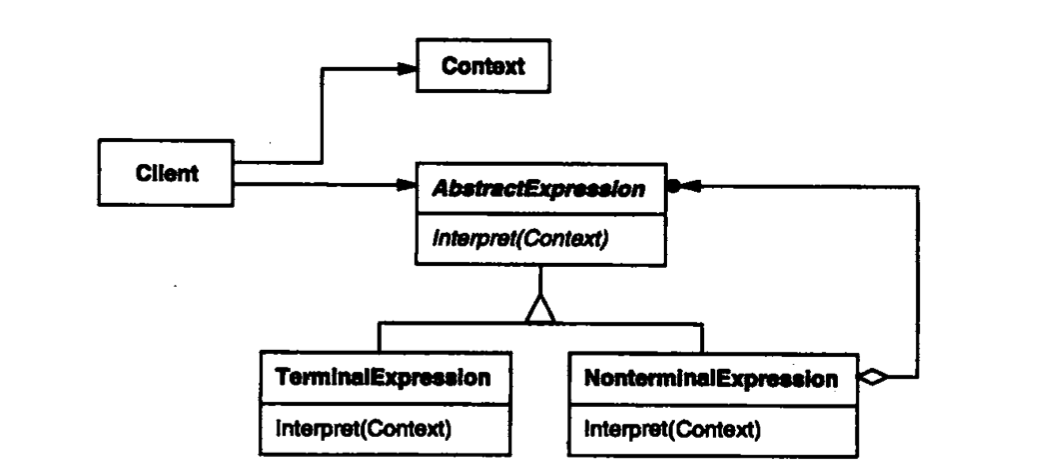 Context
Client
AbstractExpression
Interpret(Context)
TerminalExpression
NonterminalExpression
Interpret(Context)
Interpret(Context)